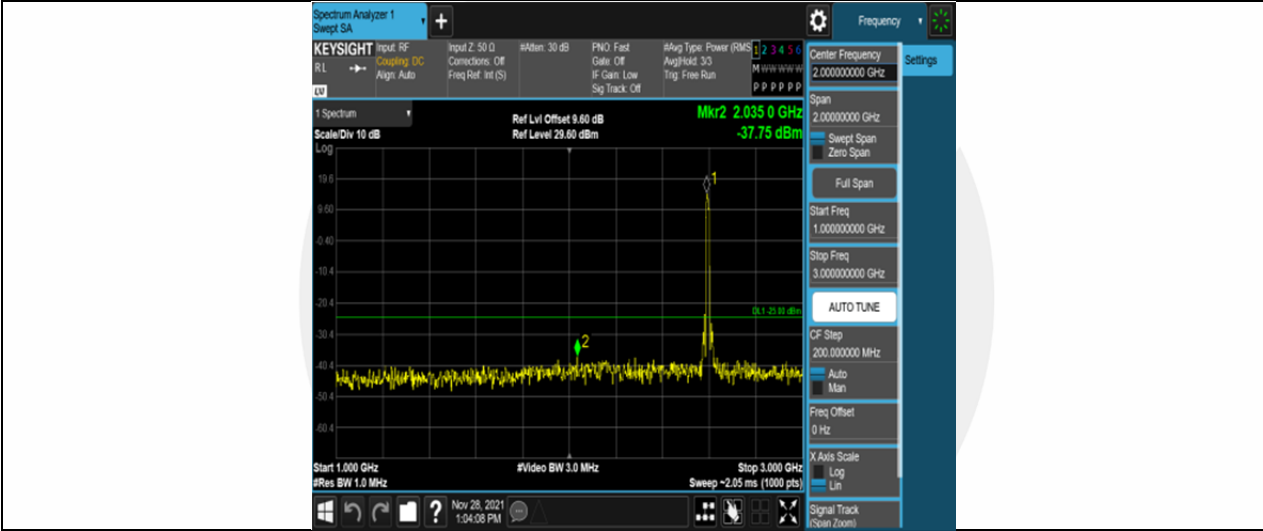 Spectrum Analyzer 1
Swept SA
+
Frequency
KEYSIGHT
RL
LV
Input: RF
Coupling: DC
Align: Auto
Input Z: 50 Ω
Corrections: Off
Freq Ref: Int (S)
#Atten: 30 dB
PNO: Fast
Gate: Off
IF Gain: Low
Sig Track: Off
#Avg Type: Power (RMS
Avg|Hold: 3/3
Trig: Free Run
1 2 3 4 5 6
M W W W W W
P P P P P P
1 Spectrum
Scale/Div 10 dB
Log
Ref Lvl Offset 9.60 dB
Ref Level 29.60 dBm
Mkr2 2.035 0 GHz
-37.75 dBm
19.6
9.60
-0.40
-10.4
-20.4
-30.4
-40.4
-50.4
-60.4
1
DL1 -25.00 dBm
2
Start 1.000 GHz
#Res BW 1.0 MHz
#Video BW 3.0 MHz
Stop 3.000 GHz
Sweep ~2.05 ms (1000 pts)
Nov 28, 2021
1:04:08 PM
?
Center Frequency
2.000000000 GHz
Span
2.00000000 GHz
Swept Span
Zero Span
Full Span
Start Freq
1.000000000 GHz
Stop Freq
3.000000000 GHz
AUTO TUNE
CF Step
200.000000 MHz
Auto
Man
Freq Offset
0 Hz
X Axis Scale
Log
Lin
Signal Track
(Span Zoom)
Settings